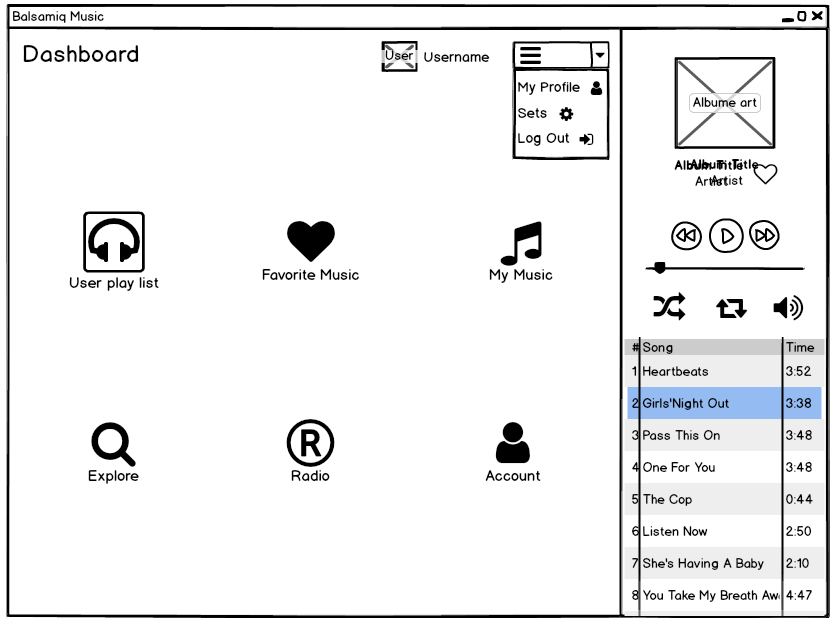 Balsamiq Music
Dashboard
User Username
My Profile
Sets
Log Out
Albume art
Album Title
Album Title
Artist
Artist
User play list
Favorite Music
My Music
Explore
R
Radio
Account
# Song Time
1 Heartbeats 3:52
2 Girls'Night Out 3:38
3 Pass This On 3:48
4 One For You 3:48
5 The Cop 0:44
6 Listen Now 2:50
7 She's Having A Baby 2:10
8 You Take My Breath Aw 4:47